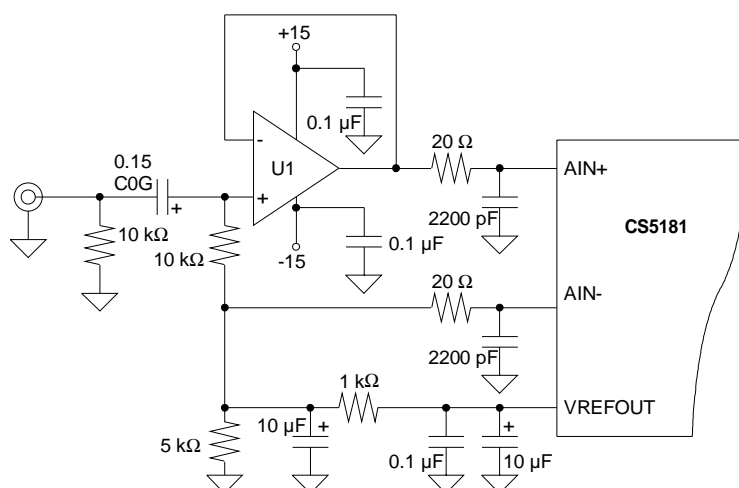 +15
0.1 µF
-
U1
+
-15
0.1 µF
0.15
C0G
+
10 kΩ
10 kΩ
20 Ω
2200 pF
AIN+
CS5181
20 Ω
2200 pF
AIN-
1 kΩ
VREFOUT
5 kΩ
10 µF
+
0.1 µF
+
10 µF